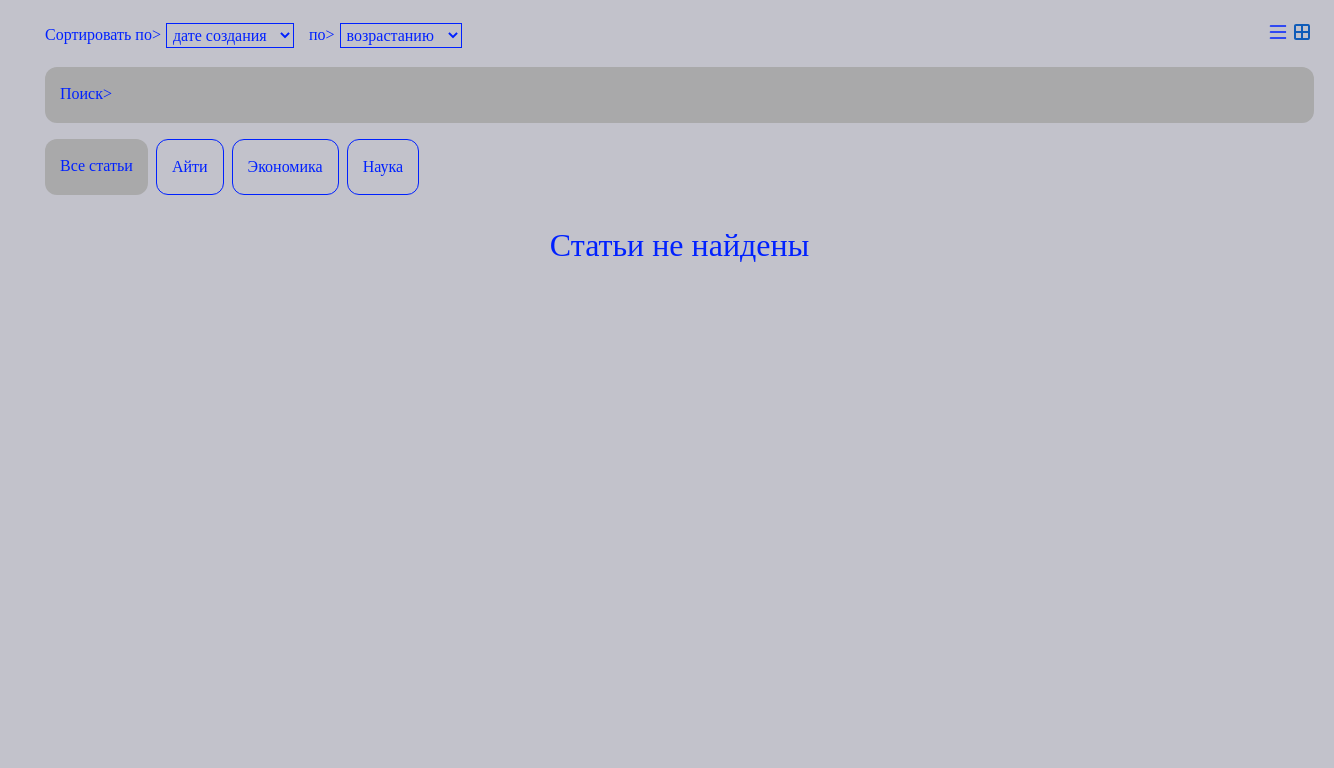 Сортировать по> дате создания по> возрастанию
Поиск>
Все статьи Айти Экономика Наука
Статьи не найдены